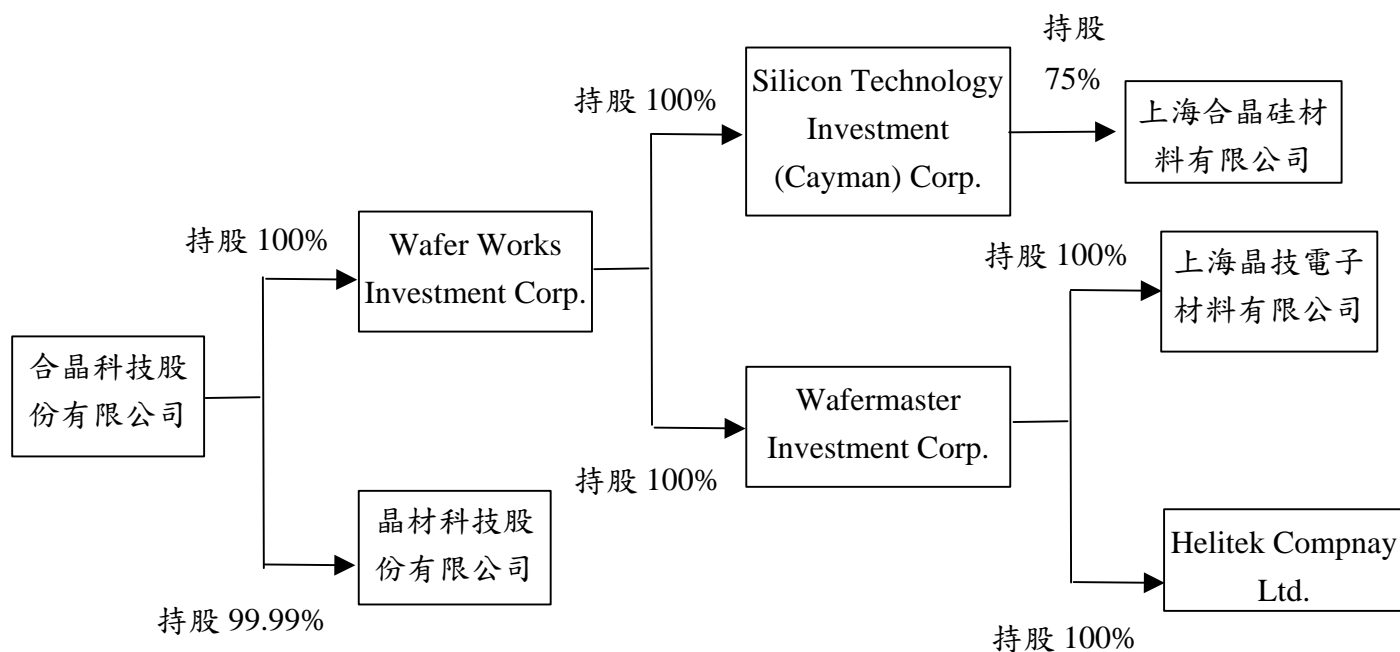 持股
75%
持股 100%
Silicon Technology
Investment
(Cayman) Corp.
上海合晶硅材
料有限公司
持股 100%
Wafer Works
Investment Corp.
持股 100%
上海晶技電子
材料有限公司
合晶科技股
份有限公司
Wafermaster
Investment Corp.
持股 100%
晶材科技股
份有限公司
Helitek Compnay
Ltd.
持股 99.99%
持股 100%